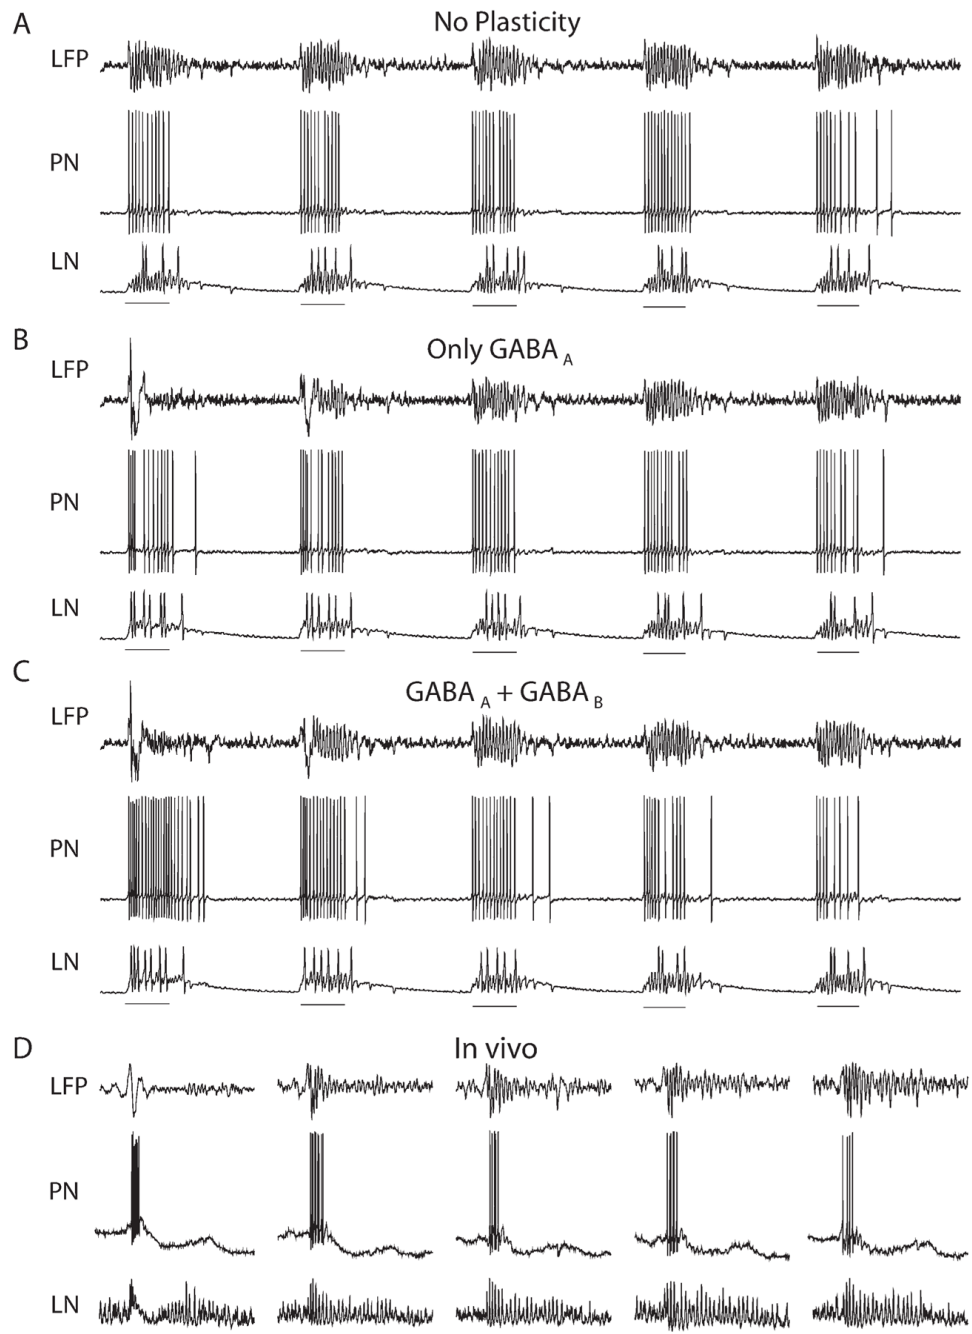 A
No Plasticity
LFP
PN
LN
B
Only GABA A
LFP
PN
LN
C
GABA A + GABA B
LFP
PN
LN
D
In vivo
LFP
PN
LN